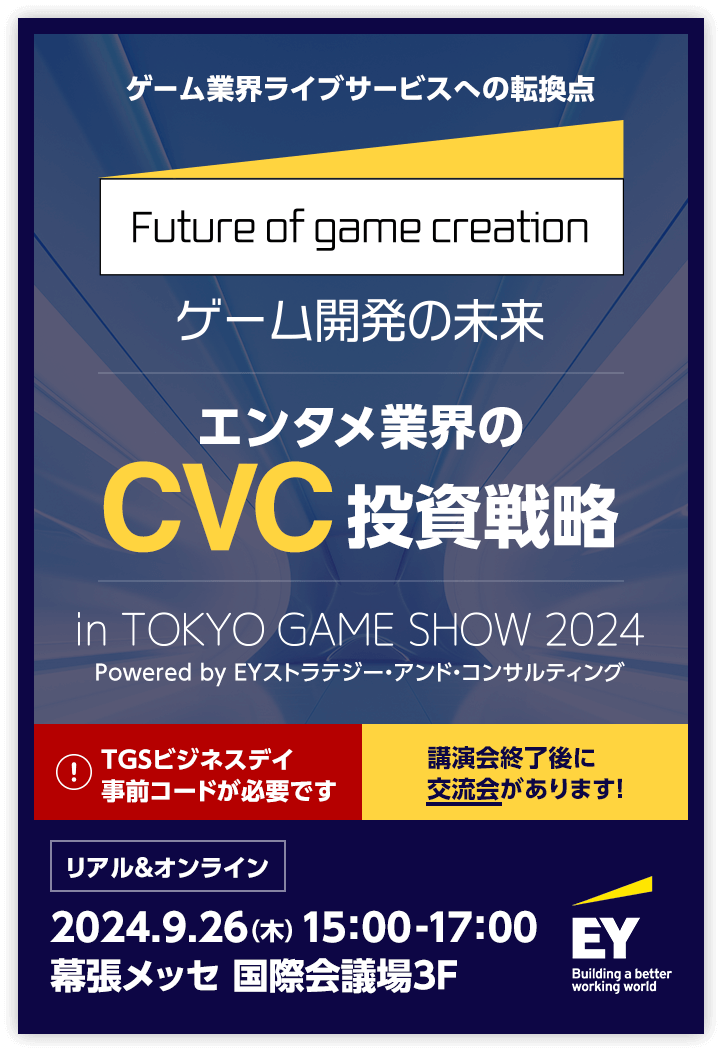 ゲーム業界ライブサービスへの転換点
Future of game creation
ゲーム開発の未来
エンタメ業界の
CVC投資戦略
in TOKYO GAME SHOW 2024
Powered by EYストラテジー・アンド・コンサルティング
! TGSビジネスデイ
事前コードが必要です
講演会終了後に
交流会があります!
リアル&オンライン
2024.9.26(木) 15:00-17:00
幕張メッセ 国際会議場3F
EY
Building a better
working world